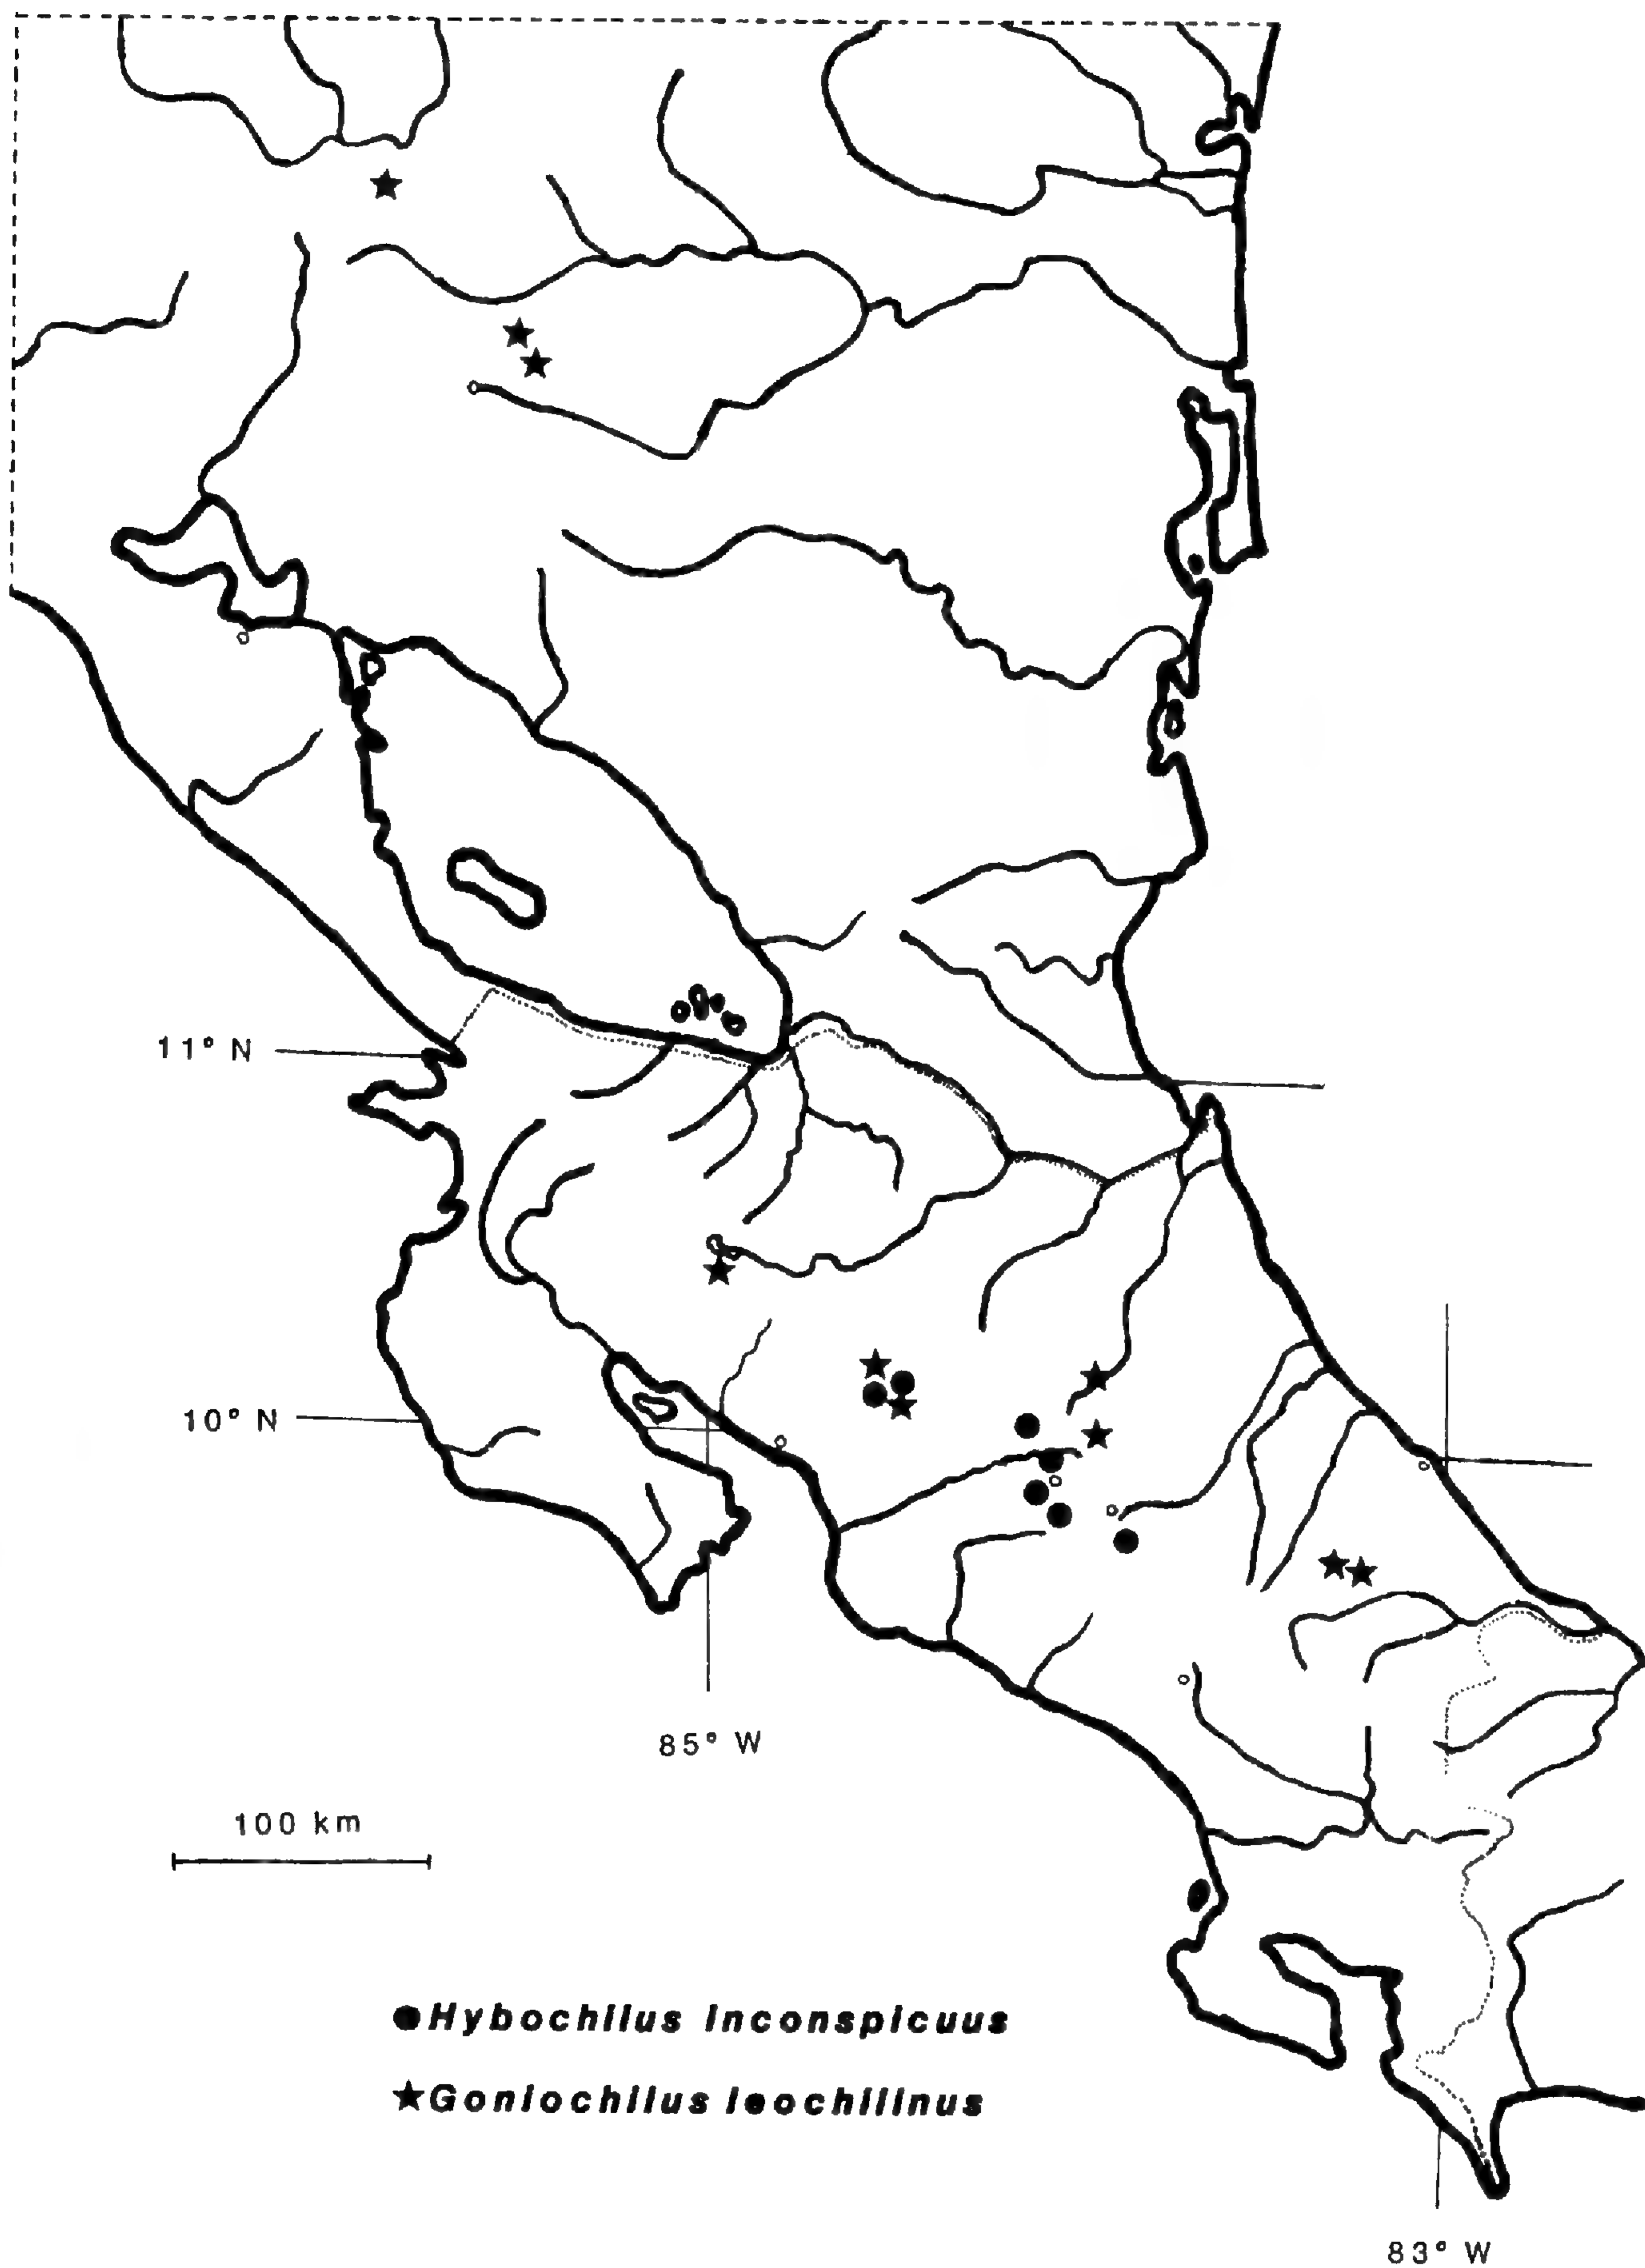 11° N
10° N
85° W
100 km
Hybochilus inconspicuus
Goniochilus leochilinus
83° W